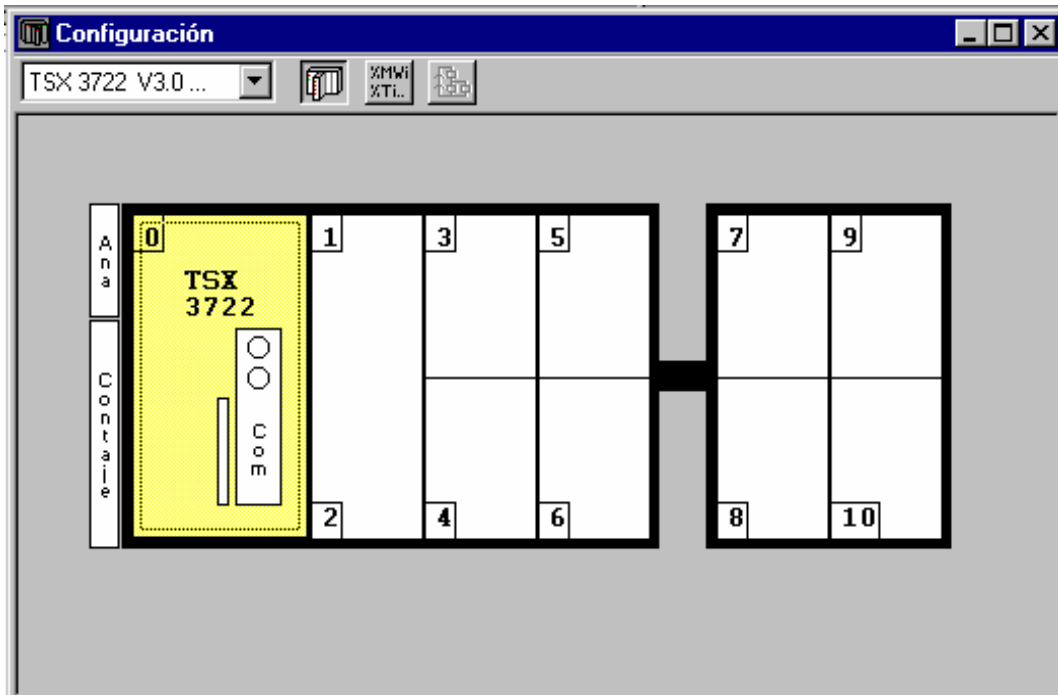 Configuración
TSX 3722 V3.0 ...
XMWi
XTi..
Ana
Contaje
0
TSX
3722
Com
1
3
5
7
9
2
4
6
8
10